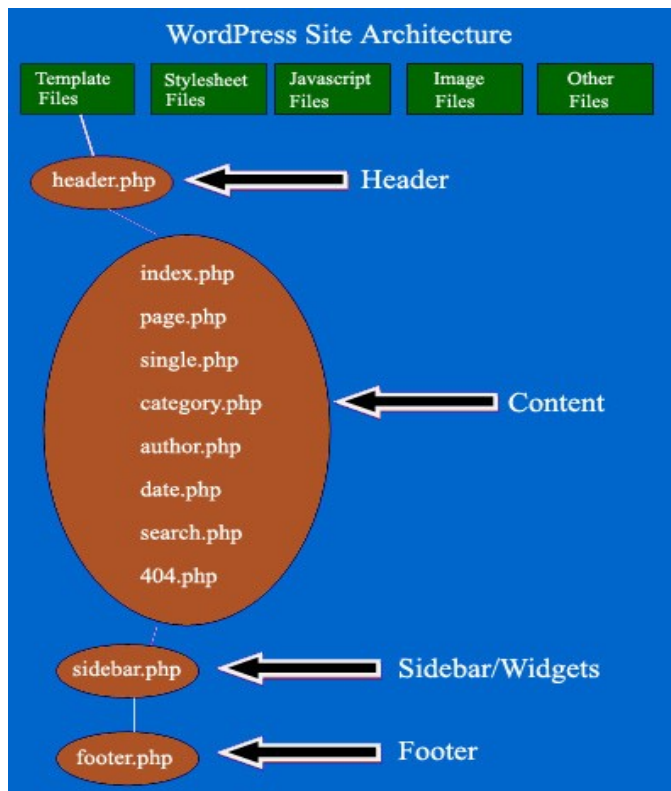 WordPress Site Architecture
Template
Files
Stylesheet
Files
Javascript
Files
Image
Files
Other
Files
header.php
Header
index.php
page.php
single.php
category.php
Content
author.php
date.php
search.php
404.php
sidebar.php
Sidebar/Widgets
footer.php
Footer